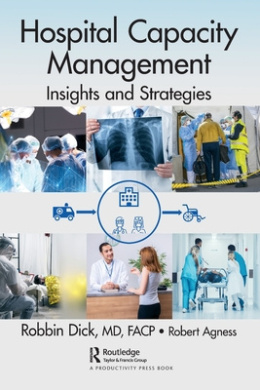 Hospital Capacity
Management
Insights and Strategies
Robbin Dick, MD, FACP • Robert Agness
Routledge
Taylor & Francis Group
A PRODUCTIVITY PRESS BOOK